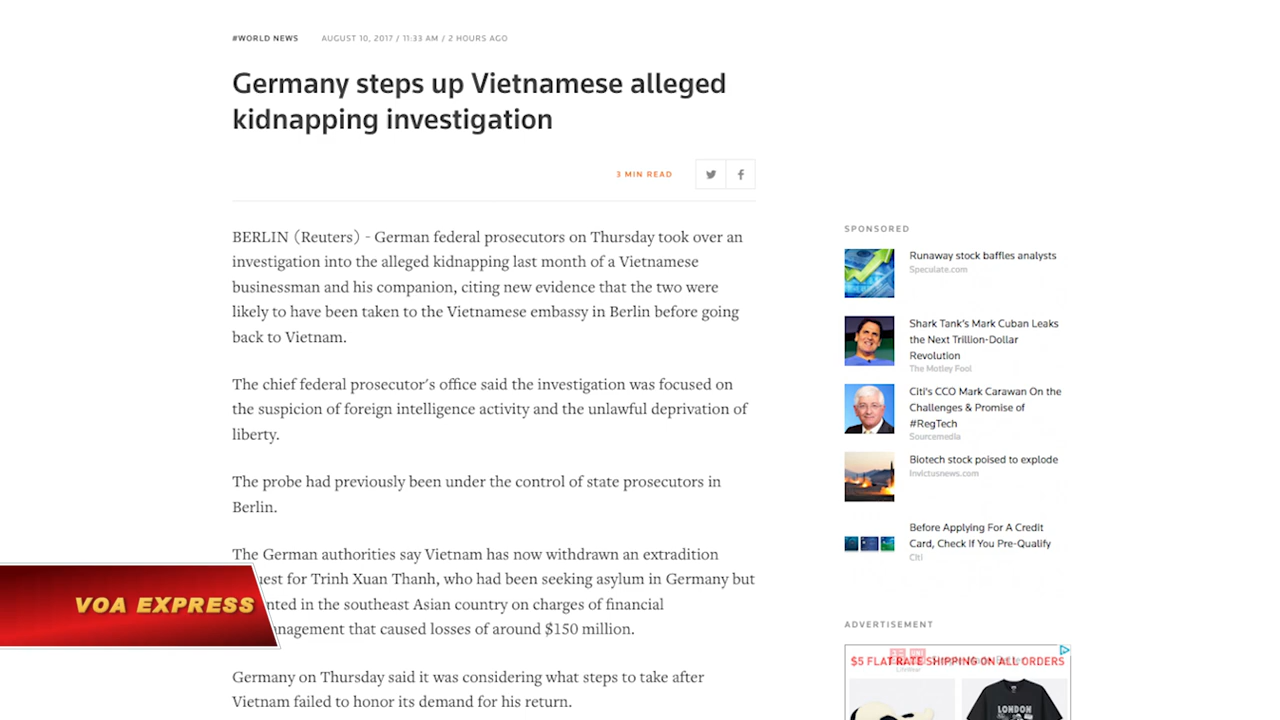 #WORLD NEWS AUGUST 10, 2017 / 11:33 AM / 2 HOURS AGO
Germany steps up Vietnamese alleged
kidnapping investigation
3 MIN READ
BERLIN (Reuters) - German federal prosecutors on Thursday took over an
investigation into the alleged kidnapping last month of a Vietnamese
businessman and his companion, citing new evidence that the two were
likely to have been taken to the Vietnamese embassy in Berlin before going
back to Vietnam.
The chief federal prosecutor's office said the investigation was focused on
the suspicion of foreign intelligence activity and the unlawful deprivation of
liberty.
The probe had previously been under the control of state prosecutors in
Berlin.
The German authorities say Vietnam has now withdrawn an extradition
uest for Trinh Xuan Thanh, who had been seeking asylum in Germany but
nted in the southeast Asian country on charges of financial
nagement that caused losses of around $150 million.
Germany on Thursday said it was considering what steps to take after
Vietnam failed to honor its demand for his return.
VOA EXPRESS
SPONSORED
Runaway stock baffles analysts
Speculate.com
Shark Tank's Mark Cuban Leaks
the Next Trillion-Dollar
Revolution
The Motley Fool
Citi's CCO Mark Carawan On the
Challenges & Promise of
#RegTech
Sourcemedia
Biotech stock poised to explode
Invictusnews.com
Before Applying For A Credit
Card, Check If You Pre-Qualify
Citi
ADVERTISEMENT
$5 FLAT RATE SHIPPING ON ALL ORDERS
LifeWear
LONDON